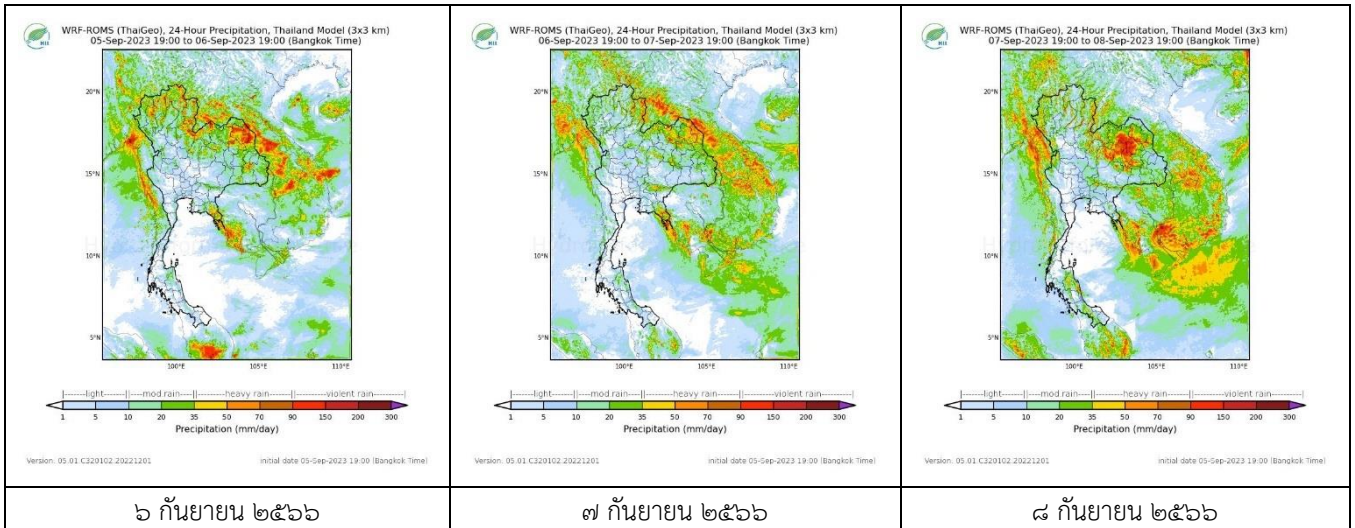 WRF-ROMS (ThaiGeo), 24-Hour Precipitation, Thailand Model (3x3 km)
05-Sep-2023 19:00 to 06-Sep-2023 19:00 (Bangkok Time)
HII
20°N
15°N
10°N
5°N
100°E 105°E 110°E
|------light------||---mod rain---||------heavy rain------||------violent rain------|
1 5 10 20 35 50 70 90 150 200 300
Precipitation (mm/day)
Version: 05.01.C320102.20221201 initial date 05-Sep-2023 19:00 (Bangkok Time)
๖ กันยายน ๒๕๖๖
WRF-ROMS (ThaiGeo), 24-Hour Precipitation, Thailand Model (3x3 km)
06-Sep-2023 19:00 to 07-Sep-2023 19:00 (Bangkok Time)
HII
20°N
15°N
10°N
5°N
100°E 105°E 110°E
|------light------||---mod rain---||------heavy rain------||------violent rain------|
1 5 10 20 35 50 70 90 150 200 300
Precipitation (mm/day)
Version: 05.01.C320102.20221201 initial date 05-Sep-2023 19:00 (Bangkok Time)
๗ กันยายน ๒๕๖๖
WRF-ROMS (ThaiGeo), 24-Hour Precipitation, Thailand Model (3x3 km)
07-Sep-2023 19:00 to 08-Sep-2023 19:00 (Bangkok Time)
HII
20°N
15°N
10°N
5°N
100°E 105°E 110°E
|------light------||---mod rain---||------heavy rain------||------violent rain------|
1 5 10 20 35 50 70 90 150 200 300
Precipitation (mm/day)
Version: 05.01.C320102.20221201 initial date 05-Sep-2023 19:00 (Bangkok Time)
๘ กันยายน ๒๕๖๖